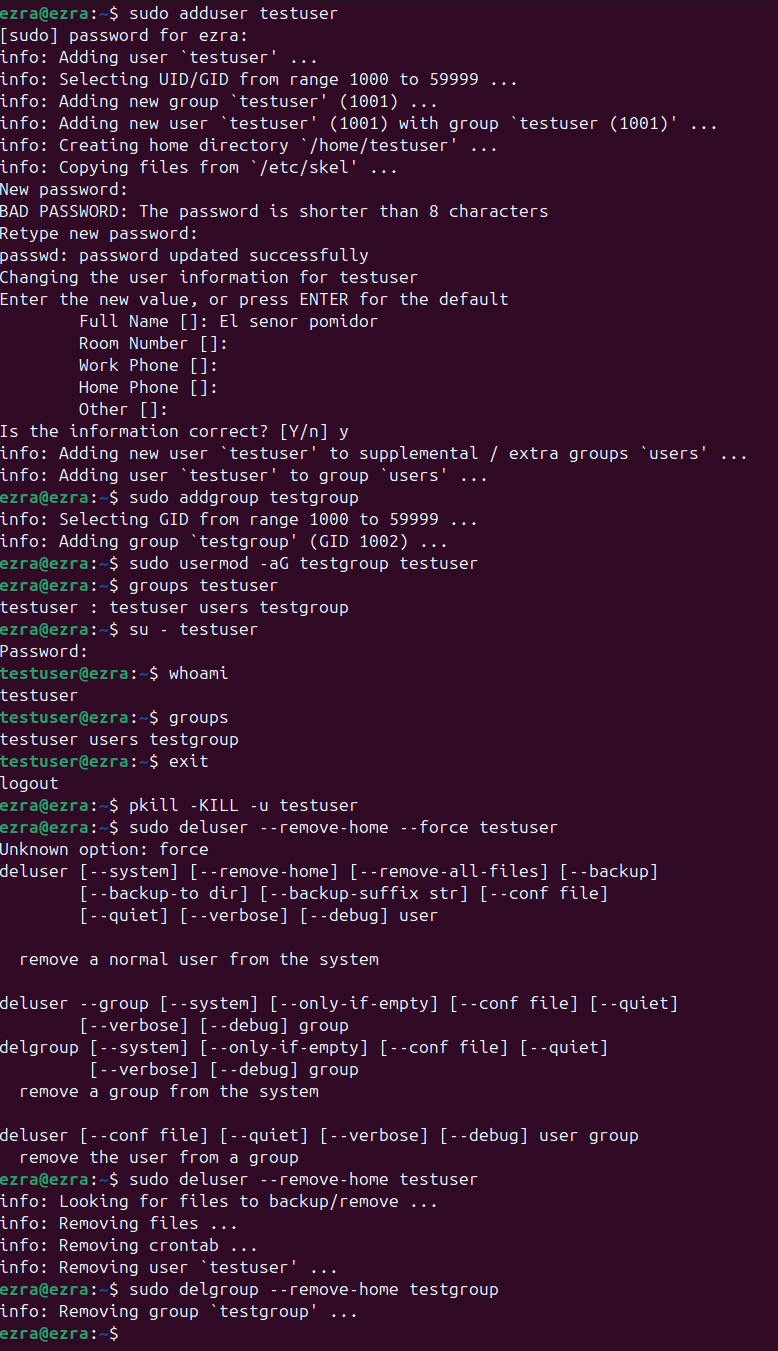 ezra@ezra:~$ sudo adduser testuser
[sudo] password for ezra:
info: Adding user `testuser' ...
info: Selecting UID/GID from range 1000 to 59999 ...
info: Adding new group `testuser' (1001) ...
info: Adding new user `testuser' (1001) with group `testuser (1001)' ...
info: Creating home directory `/home/testuser' ...
info: Copying files from `/etc/skel' ...
New password:
BAD PASSWORD: The password is shorter than 8 characters
Retype new password:
passwd: password updated successfully
Changing the user information for testuser
Enter the new value, or press ENTER for the default
        Full Name []: El senor pomidor
        Room Number []:
        Work Phone []:
        Home Phone []:
        Other []:
Is the information correct? [Y/n] y
info: Adding new user `testuser' to supplemental / extra groups `users' ...
info: Adding user `testuser' to group `users' ...
ezra@ezra:~$ sudo addgroup testgroup
info: Selecting GID from range 1000 to 59999 ...
info: Adding group `testgroup' (GID 1002) ...
ezra@ezra:~$ sudo usermod -aG testgroup testuser
ezra@ezra:~$ groups testuser
testuser : testuser users testgroup
ezra@ezra:~$ su - testuser
Password:
testuser@ezra:~$ whoami
testuser
testuser@ezra:~$ groups
testuser users testgroup
testuser@ezra:~$ exit
logout
ezra@ezra:~$ pkill -KILL -u testuser
ezra@ezra:~$ sudo deluser --remove-home --force testuser
Unknown option: force
deluser [--system] [--remove-home] [--remove-all-files] [--backup]
        [--backup-to dir] [--backup-suffix str] [--conf file]
        [--quiet] [--verbose] [--debug] user

  remove a normal user from the system

deluser --group [--system] [--only-if-empty] [--conf file] [--quiet]
        [--verbose] [--debug] group
delgroup [--system] [--only-if-empty] [--conf file] [--quiet]
         [--verbose] [--debug] group
  remove a group from the system

deluser [--conf file] [--quiet] [--verbose] [--debug] user group
  remove the user from a group
ezra@ezra:~$ sudo deluser --remove-home testuser
info: Looking for files to backup/remove ...
info: Removing files ...
info: Removing crontab ...
info: Removing user `testuser' ...
ezra@ezra:~$ sudo delgroup --remove-home testgroup
info: Removing group `testgroup' ...
ezra@ezra:~$